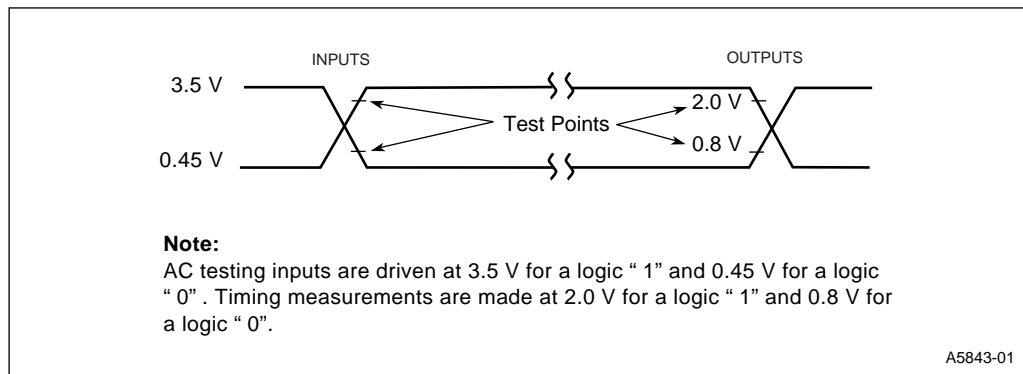 INPUTS
OUTPUTS
3.5 V
2.0 V
Test Points
0.8 V
0.45 V
Note:
AC testing inputs are driven at 3.5 V for a logic “ 1” and 0.45 V for a logic
“ 0” . Timing measurements are made at 2.0 V for a logic “ 1” and 0.8 V for
a logic “ 0”.
A5843-01